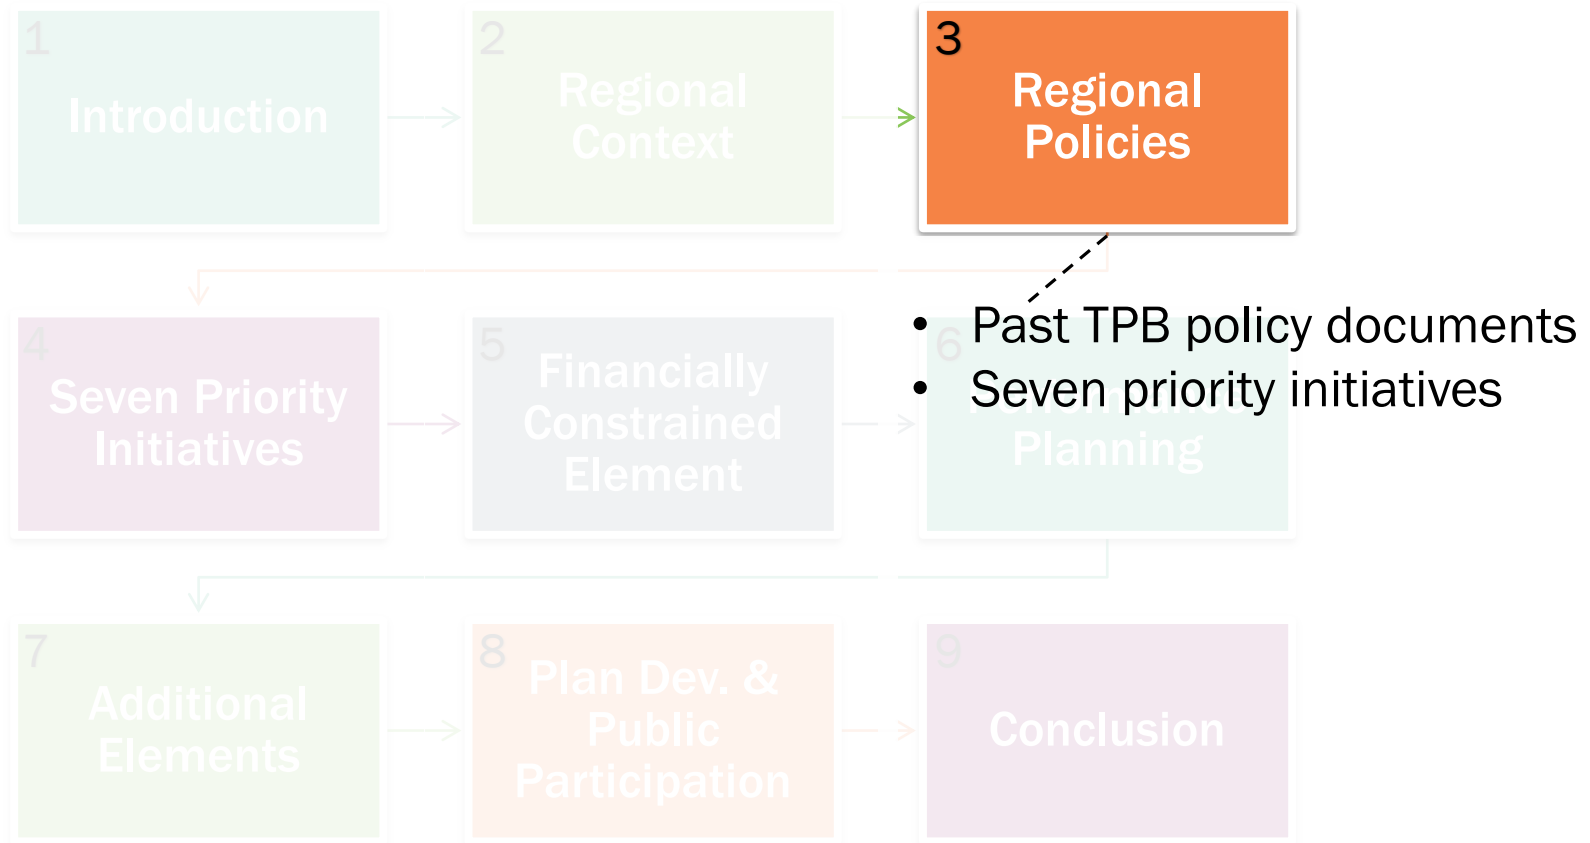 1
Introduction
2
Regional
Context
3
Regional
Policies
• Past TPB policy documents
• Seven priority initiatives
4
Seven Priority
Initiatives
5
Financially
Constrained
Element
6
Performance
Planning
7
Additional
Elements
8
Plan Dev. &
Public
Participation
9
Conclusion